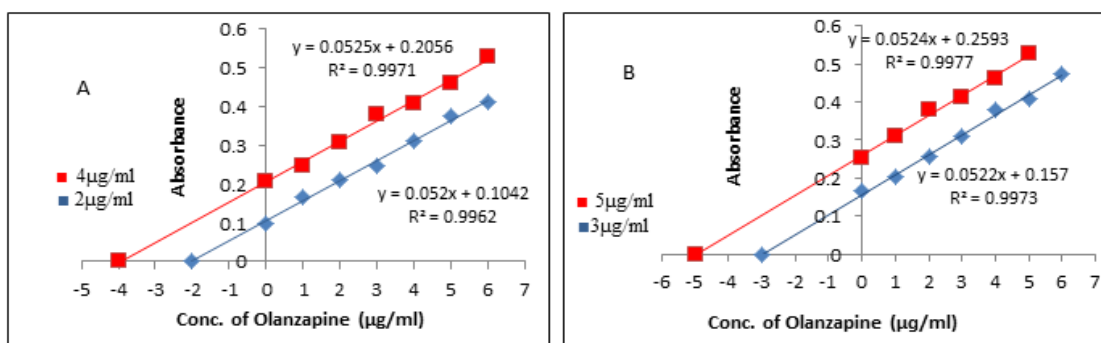 A
Absorbance
0.6
0.5
0.4
0.3
0.2
0.1
0
y = 0.0525x + 0.2056
R² = 0.9971
y = 0.052x + 0.1042
R² = 0.9962
4µg/ml
2µg/ml
-5 -4 -3 -2 -1 0 1 2 3 4 5 6 7
Conc. of Olanzapine (µg/ml)
B
Absorbance
0.6
0.5
0.4
0.3
0.2
0.1
0
y = 0.0524x + 0.2593
R² = 0.9977
y = 0.0522x + 0.157
R² = 0.9973
5µg/ml
3µg/ml
-6 -5 -4 -3 -2 -1 0 1 2 3 4 5 6 7
Conc. of Olanzapine (µg/ml)